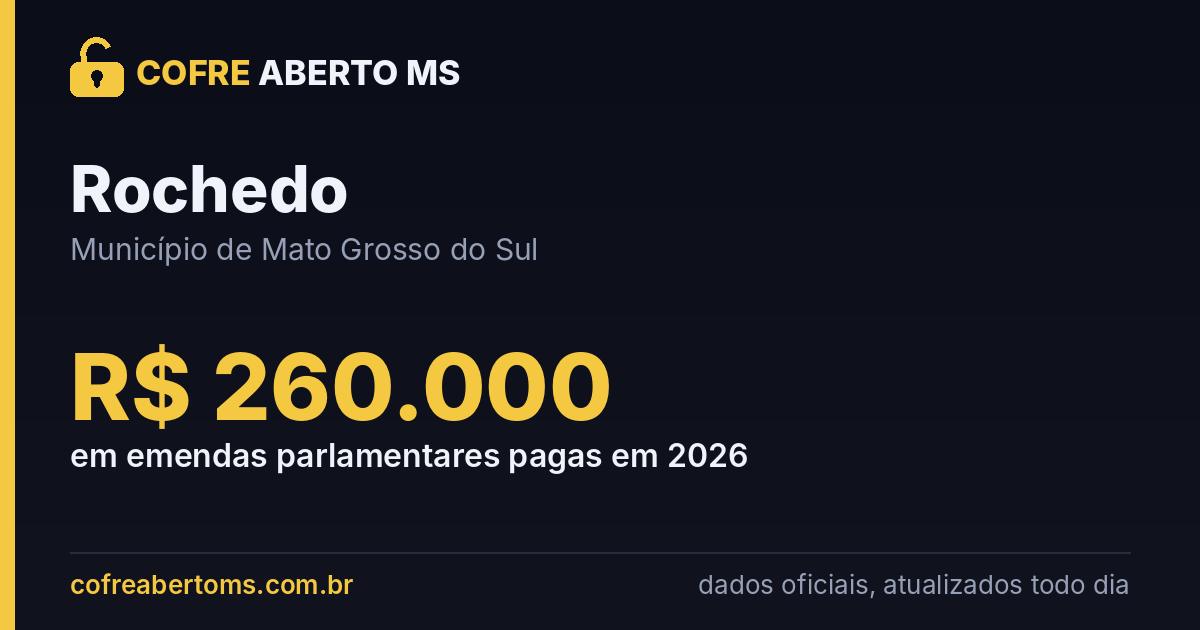 COFRE ABERTO MS
Rochedo
Município de Mato Grosso do Sul
R$ 260.000
em emendas parlamentares pagas em 2026
cofreabertoms.com.br
dados oficiais, atualizados todo dia